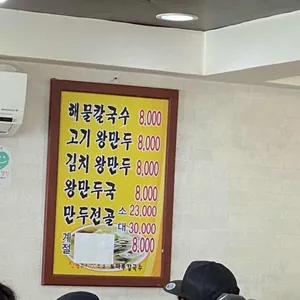 해물칼국수 8,000
고기 왕만두 8,000
김치 왕만두 8,000
왕만두국 8,000
만두전골 소 23,000
대 30,000
계절 8,000